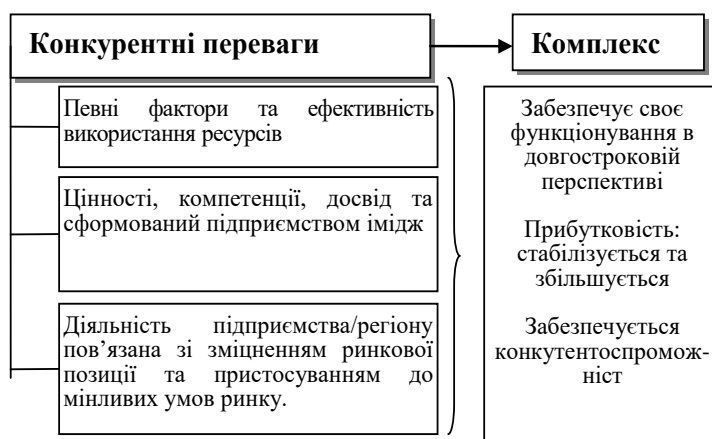 Конкурентні переваги
Комплекс
Певні фактори та ефективність
використання ресурсів
Цінності, компетенції, досвід та
сформований підприємством імідж
Діяльність підприємства/регіону
пов’язана зі зміцненням ринкової
позиції та пристосуванням до
мінливих умов ринку.
Забезпечує своє
функціонування в
довгостроковій
перспективі
Прибутковість:
стабілізується та
збільшується
Забезпечується
конкутентоспромож-
ніст